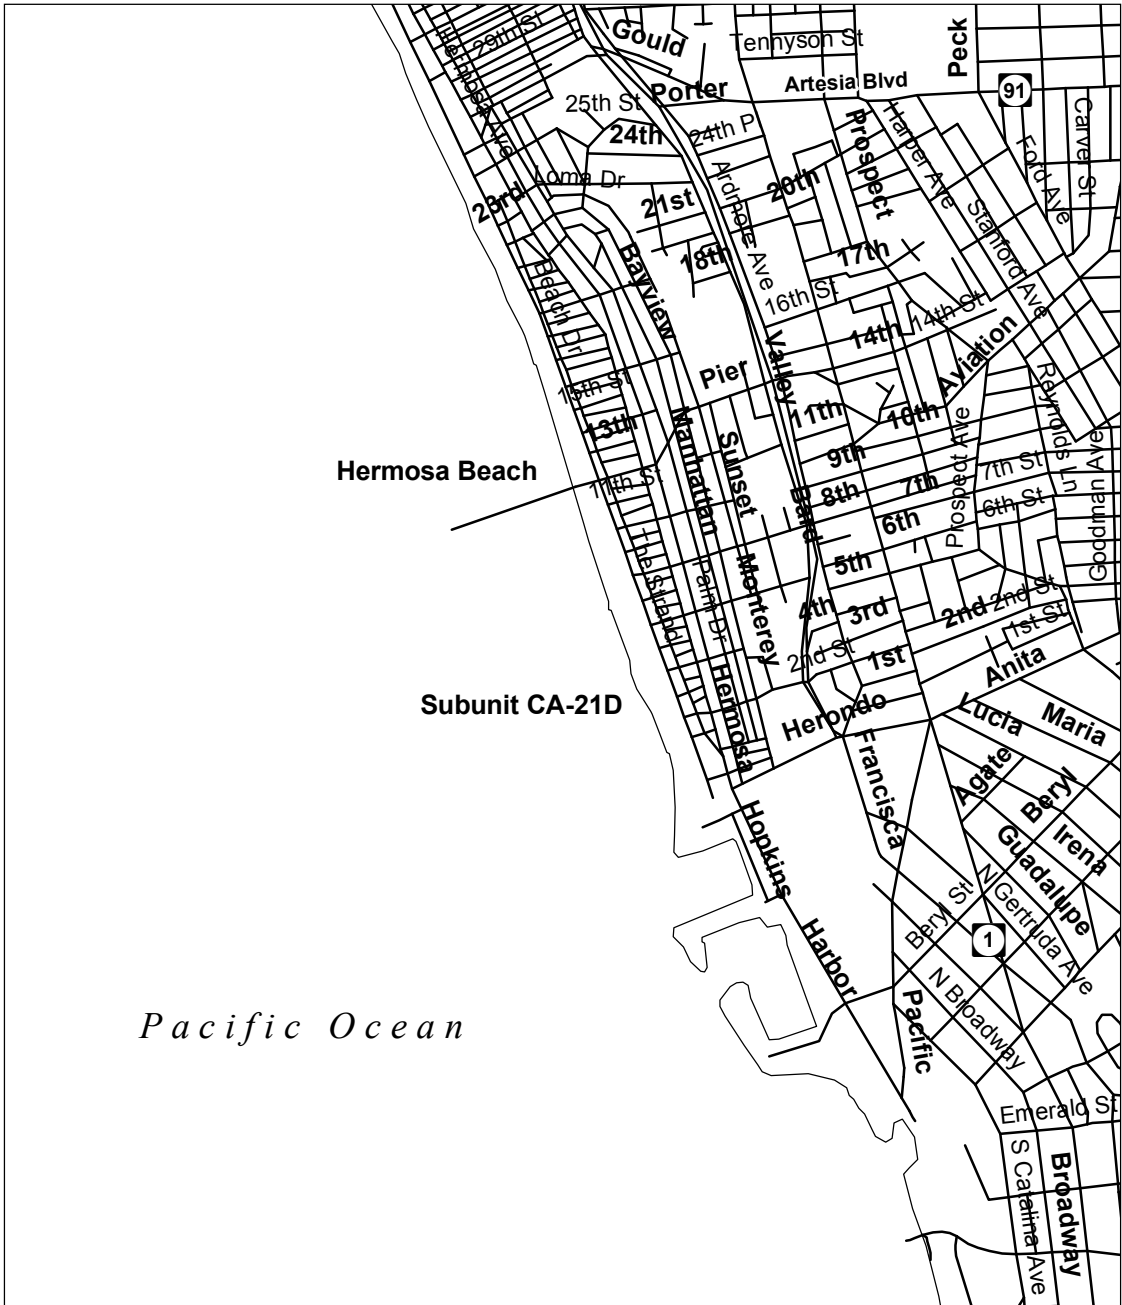 29th St
Gould
Tennyson St
Peck
Hermosa Ave
Porter
Artesia Blvd
91
25th St
24th
24th P
Prospect
Harper Ave
Ford Ave
Carver St
Loma Dr
23rd
21st
Ardmore Ave
20th
Stanford Ave
18th
17th
Bayview
Beach Dr
16th St
14th
14th St
Aviation
Valley
Pier
15th St
Reynolds Ln
13th
Manhattan
11th
10th
Prospect Ave
Sunset
9th
Hermosa Beach
11th St
8th
7th
7th St
Goodman Ave
Bard
6th
6th St
The Strand
Palm Dr
Monterey
5th
4th
3rd
2nd
2nd St
1st St
2nd St
1st
Anita
Hermosa
Subunit CA-21D
Herondo
Lucia
Maria
Francisca
Agate
Beryl
Hopkins
Guadalupe
Irena
N Gertruda Ave
Beryl St
1
Harbor
N Broadway
Pacific
Pacific Ocean
Emerald St
S Catalina Ave
Broadway